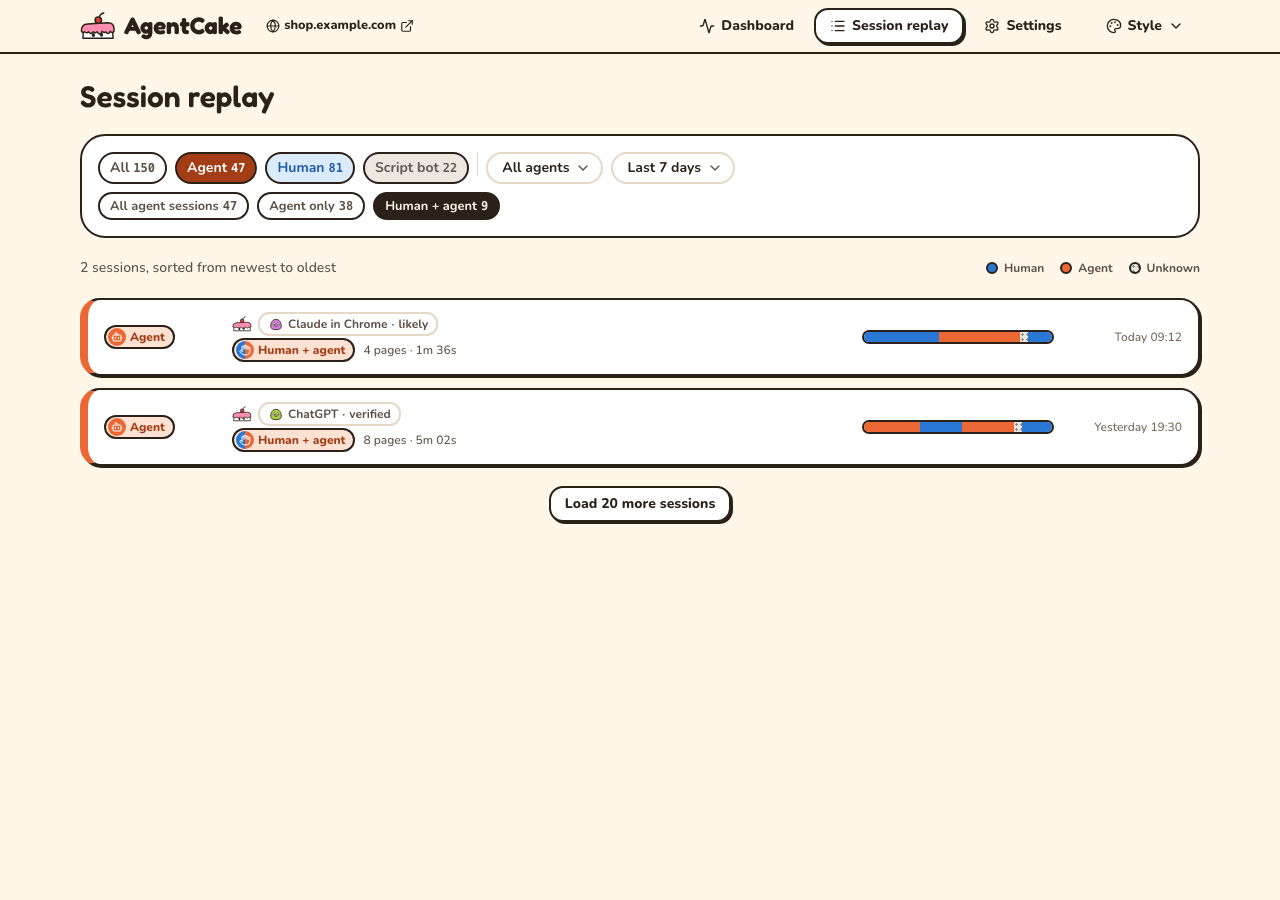 AgentCake shop.example.com Dashboard Session replay Settings Style
Session replay
All 150 Agent 47 Human 81 Script bot 22 All agents Last 7 days
All agent sessions 47 Agent only 38 Human + agent 9
2 sessions, sorted from newest to oldest Human Agent Unknown
Agent Claude in Chrome · likely Today 09:12
Human + agent 4 pages · 1m 36s
Agent ChatGPT · verified Yesterday 19:30
Human + agent 8 pages · 5m 02s
Load 20 more sessions